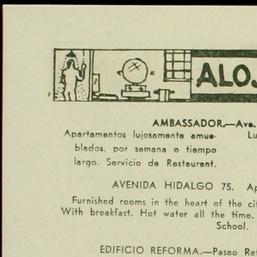 ALOJ
AMBASSADOR.—Ave.
Apartamentos lujosamente amue-
blados, por semana o tiempo
largo. Servicio de Restaurant.
Lu
AVENIDA HIDALGO 75. Ap
Furnished rooms in the heart of the cit
With breakfast. Hot water all the time.
School.
EDIFICIO REFORMA.—Paseo Ref